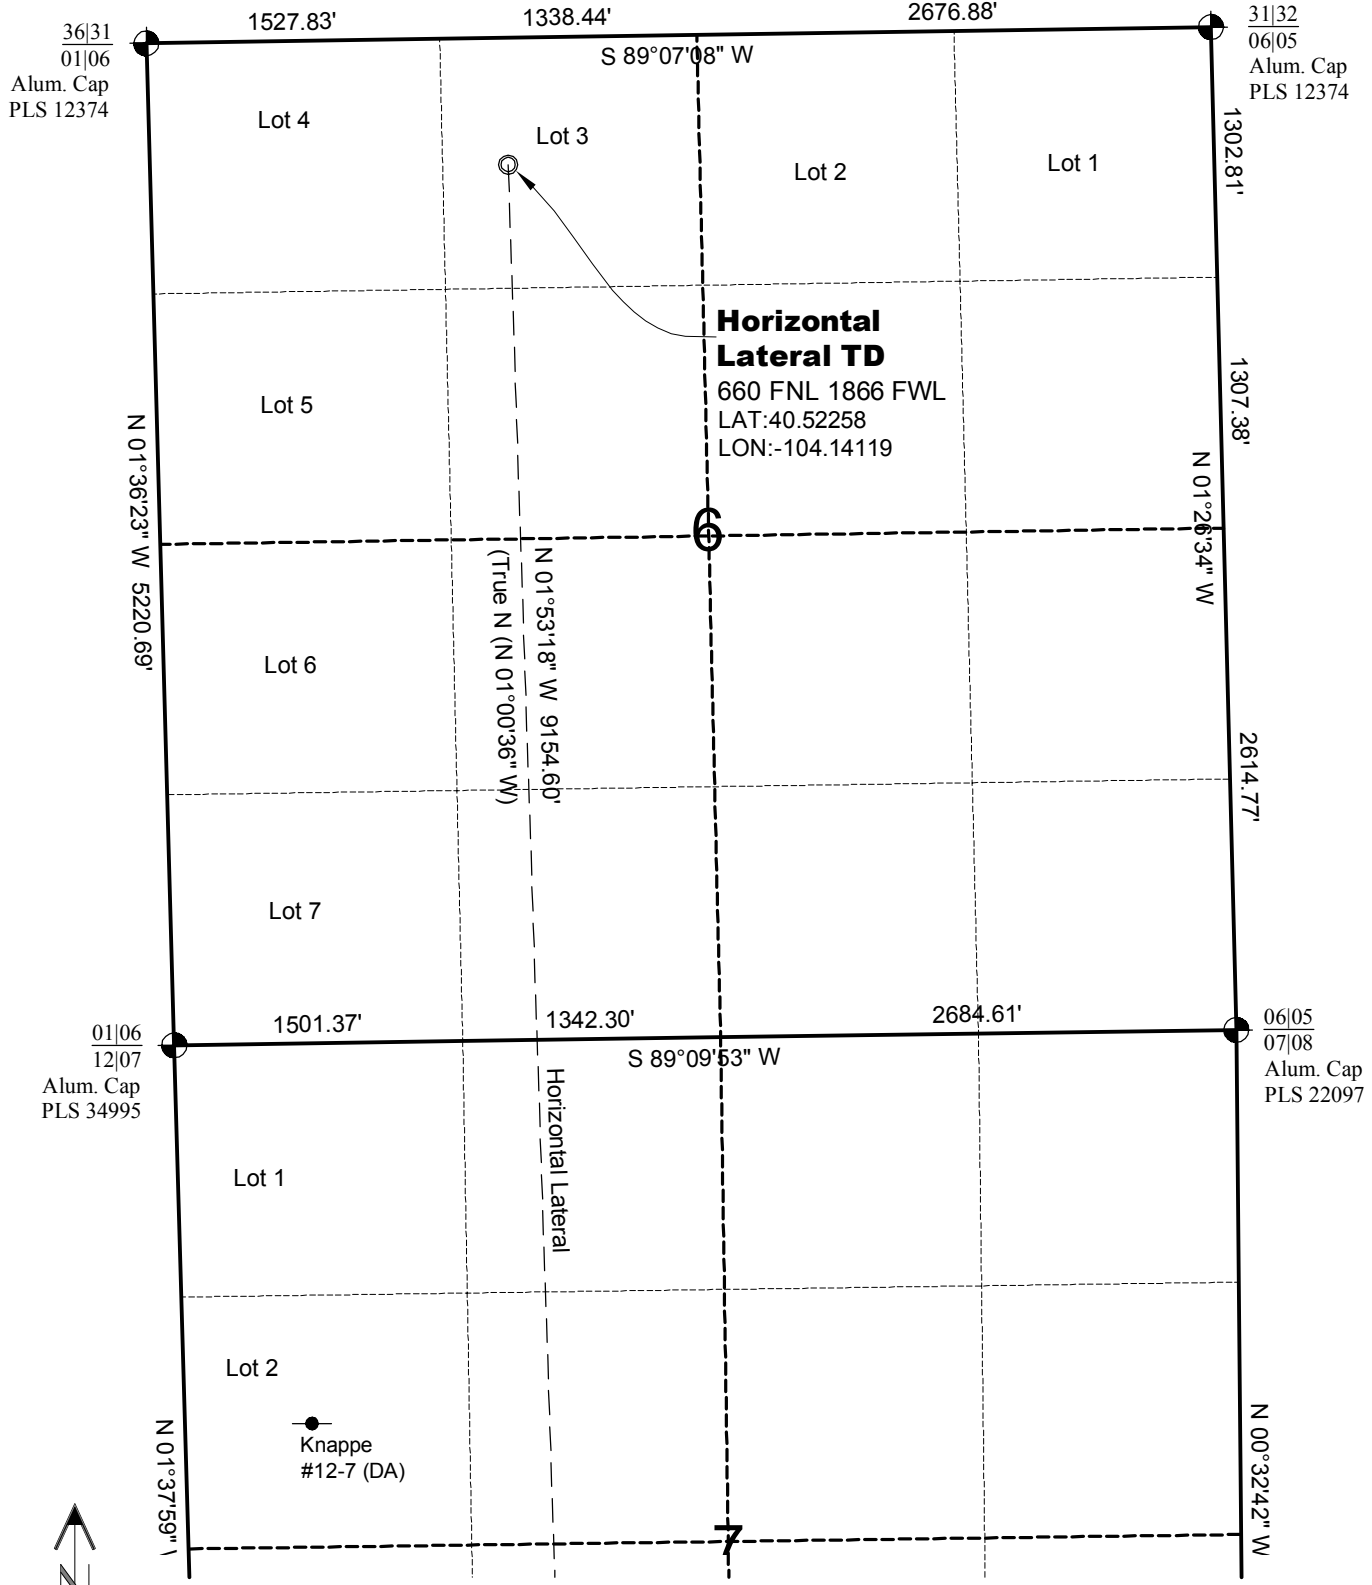 1527.83'
1338.44'
2676.88'
36|31
01|06
Alum. Cap
PLS 12374
31|32
06|05
Alum. Cap
PLS 12374
S 89°07'08" W
Lot 4
Lot 3
Lot 2
Lot 1
1302.81'
Horizontal
Lateral TD
660 FNL 1866 FWL
LAT:40.52258
LON:-104.14119
Lot 5
1307.38'
N 01°36'23" W 5220.69'
N 01°26'34" W
6
N 01°53'18" W 9154.60'
(True N (N 01°00'36" W)
Lot 6
2614.77'
Lot 7
1501.37'
1342.30'
2684.61'
01|06
12|07
Alum. Cap
PLS 34995
06|05
07|08
Alum. Cap
PLS 22097
S 89°09'53" W
Horizontal Lateral
Lot 1
Lot 2
Knappe
#12-7 (DA)
N 01°37'59"
N 00°32'42" W
7
N